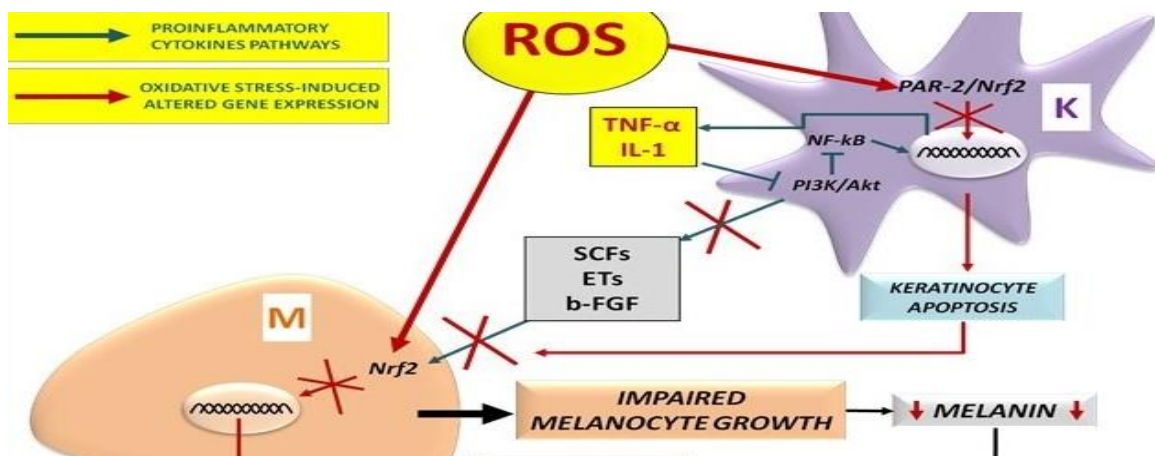 PROINFLAMMATORY
CYTOKINES PATHWAYS
OXIDATIVE STRESS-INDUCED
ALTERED GENE EXPRESSION
ROS
PAR-2/Nrf2
K
TNF-α
IL-1
NF-kB
PI3K/Akt
SCFs
ETs
b-FGF
KERATINOCYTE
APOPTOSIS
M
Nrf2
IMPAIRED
MELANOCYTE GROWTH
MELANIN